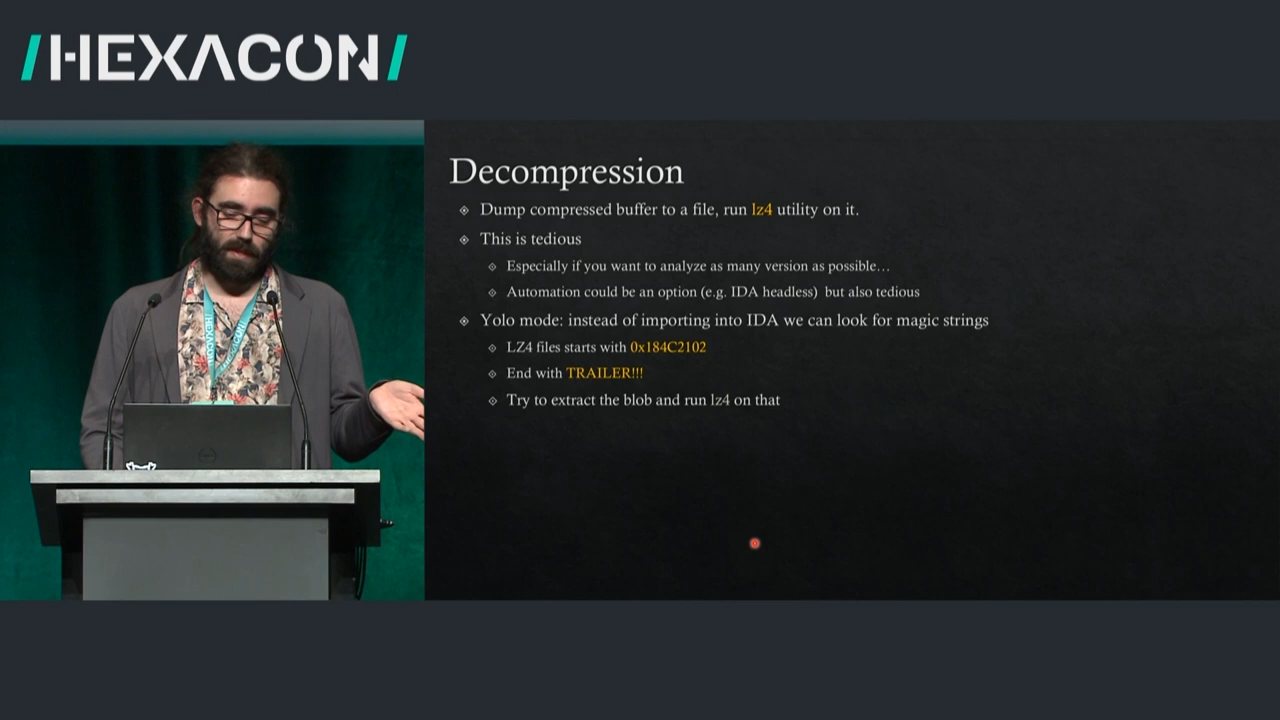 /HEXACON/
Decompression
Dump compressed buffer to a file, run lz4 utility on it.
This is tedious
Especially if you want to analyze as many version as possible…
Automation could be an option (e.g. IDA headless) but also tedious
Yolo mode: instead of importing into IDA we can look for magic strings
LZ4 files starts with 0x184C2102
End with TRAILER!!!
Try to extract the blob and run lz4 on that